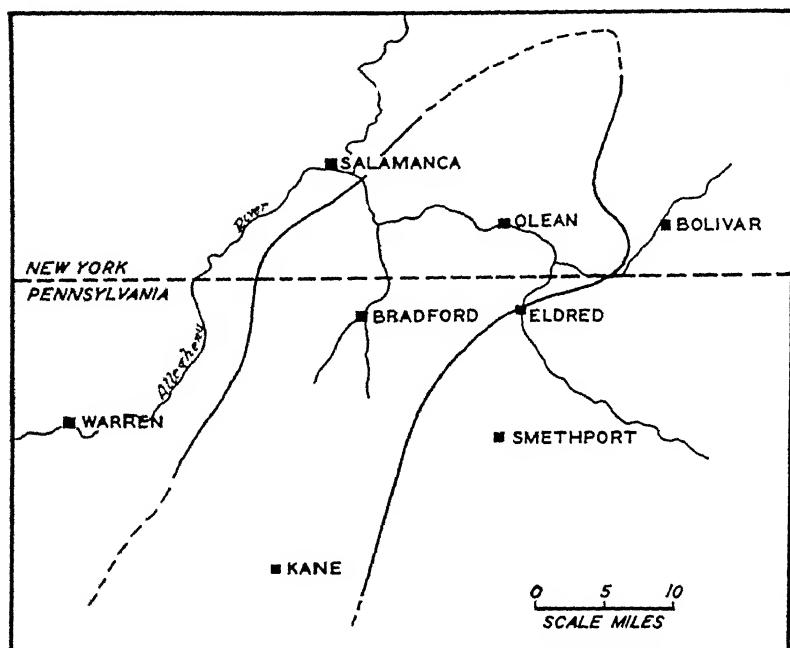 SALAMANCA
River
OLEAN
BOLIVAR
NEW YORK
PENNSYLVANIA
BRADFORD
ELDRED
Allegheny
WARREN
SMETHPORT
KANE
0 5 10
SCALE MILES